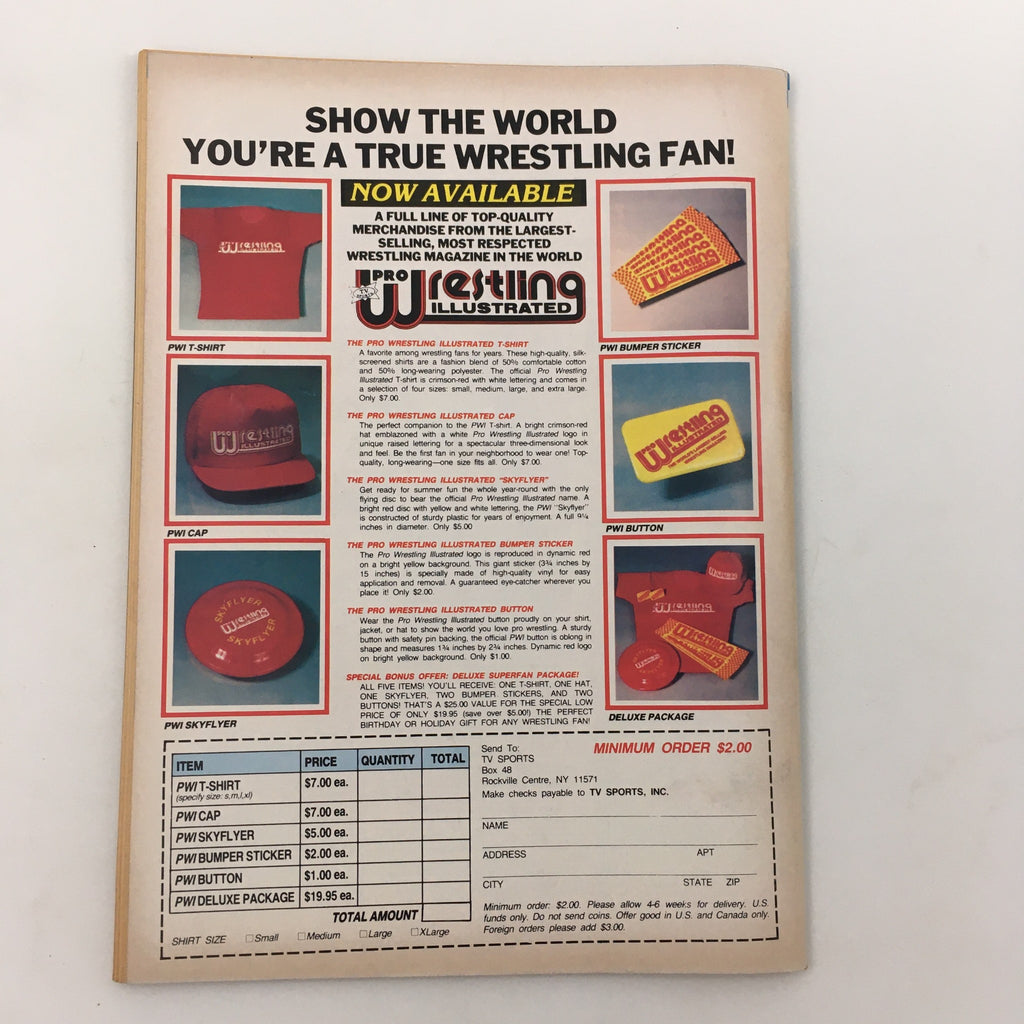 SHOW THE WORLD
YOU'RE A TRUE WRESTLING FAN!
NOW AVAILABLE
A FULL LINE OF TOP-QUALITY
MERCHANDISE FROM THE LARGEST-
SELLING, MOST RESPECTED
WRESTLING MAGAZINE IN THE WORLD
PRO
Wrestling
ILLUSTRATED
Wrestling
PWI T-SHIRT
Wrestling
ILLUSTRATED
PWI CAP
SKYFLYER
Wrestling
SKYFLYER
PWI SKYFLYER
THE PRO WRESTLING ILLUSTRATED T-SHIRT
A favorite among wrestling fans for years. These high-quality, silk-
screened shirts are a fashion blend of 50% comfortable cotton
and 50% long-wearing polyester. The official Pro Wrestling
Illustrated T-shirt is crimson-red with white lettering and comes in
a selection of four sizes: small, medium, large, and extra large.
Only $7.00.
THE PRO WRESTLING ILLUSTRATED CAP
The perfect companion to the PWI T-shirt. A bright crimson-red
hat emblazoned with a white Pro Wrestling Illustrated logo in
unique raised lettering for a spectacular three-dimensional look
and feel. Be the first fan in your neighborhood to wear one! Top-
quality, long-wearing—one size fits all. Only $7.00.
THE PRO WRESTLING ILLUSTRATED "SKYFLYER"
Get ready for summer fun the whole year-round with the only
flying disc to bear the official Pro Wrestling Illustrated name. A
bright red disc with yellow and white lettering, the PWI "Skyflyer"
is constructed of sturdy plastic for years of enjoyment. A full 9¼
inches in diameter. Only $5.00
THE PRO WRESTLING ILLUSTRATED BUMPER STICKER
The Pro Wrestling Illustrated logo is reproduced in dynamic red
on a bright yellow background. This giant sticker (3¾ inches by
15 inches) is specially made of high-quality vinyl for easy
application and removal. A guaranteed eye-catcher wherever you
place it! Only $2.00.
THE PRO WRESTLING ILLUSTRATED BUTTON
Wear the Pro Wrestling Illustrated button proudly on your shirt,
jacket, or hat to show the world you love pro wrestling. A sturdy
button with safety pin backing, the official PWI button is oblong in
shape and measures 1¾ inches by 2¾ inches. Dynamic red logo
on bright yellow background. Only $1.00.
SPECIAL BONUS OFFER: DELUXE SUPERFAN PACKAGE!
ALL FIVE ITEMS! YOU'LL RECEIVE: ONE T-SHIRT, ONE HAT,
ONE SKYFLYER, TWO BUMPER STICKERS, AND TWO
BUTTONS! THAT'S A $25.00 VALUE FOR THE SPECIAL LOW
PRICE OF ONLY $19.95 (save over $5.00!) THE PERFECT
BIRTHDAY OR HOLIDAY GIFT FOR ANY WRESTLING FAN!
Wrestling
PWI BUMPER STICKER
Wrestling
ILLUSTRATED
PWI BUTTON
Wrestling
Wrestling
DELUXE PACKAGE
ITEM PRICE QUANTITY TOTAL
PWI T-SHIRT $7.00 ea.
(specify size: s,m,l,xl)
PWI CAP $7.00 ea.
PWI SKYFLYER $5.00 ea.
PWI BUMPER STICKER $2.00 ea.
PWI BUTTON $1.00 ea.
PWI DELUXE PACKAGE $19.95 ea.
TOTAL AMOUNT
SHIRT SIZE Small Medium Large XLarge
Send To: MINIMUM ORDER $2.00
TV SPORTS
Box 48
Rockville Centre, NY 11571
Make checks payable to TV SPORTS, INC.
NAME
ADDRESS APT
CITY STATE ZIP
Minimum order: $2.00. Please allow 4-6 weeks for delivery. U.S.
funds only. Do not send coins. Offer good in U.S. and Canada only.
Foreign orders please add $3.00.